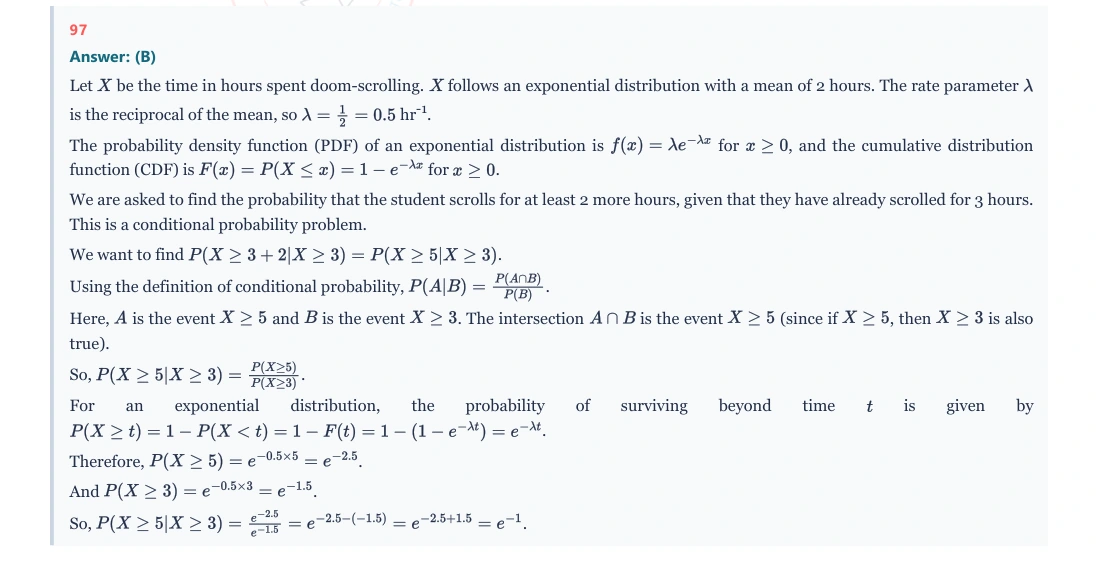 97
Answer: (B)
Let X be the time in hours spent doom-scrolling. X follows an exponential distribution with a mean of 2 hours. The rate parameter λ
is the reciprocal of the mean, so λ = 1/2 = 0.5 hr⁻¹.
The probability density function (PDF) of an exponential distribution is f(x) = λe^{−λx} for x ≥ 0, and the cumulative distribution
function (CDF) is F(x) = P(X ≤ x) = 1 − e^{−λx} for x ≥ 0.
We are asked to find the probability that the student scrolls for at least 2 more hours, given that they have already scrolled for 3 hours.
This is a conditional probability problem.
We want to find P(X ≥ 3 + 2|X ≥ 3) = P(X ≥ 5|X ≥ 3).
Using the definition of conditional probability, P(A|B) = P(A∩B)/P(B).
Here, A is the event X ≥ 5 and B is the event X ≥ 3. The intersection A ∩ B is the event X ≥ 5 (since if X ≥ 5, then X ≥ 3 is also
true).
So, P(X ≥ 5|X ≥ 3) = P(X≥5)/P(X≥3).
For an exponential distribution, the probability of surviving beyond time t is given by
P(X ≥ t) = 1 − P(X < t) = 1 − F(t) = 1 − (1 − e^{−λt}) = e^{−λt}.
Therefore, P(X ≥ 5) = e^{−0.5×5} = e^{−2.5}.
And P(X ≥ 3) = e^{−0.5×3} = e^{−1.5}.
So, P(X ≥ 5|X ≥ 3) = e^{−2.5}/e^{−1.5} = e^{−2.5−(−1.5)} = e^{−2.5+1.5} = e^{−1}.